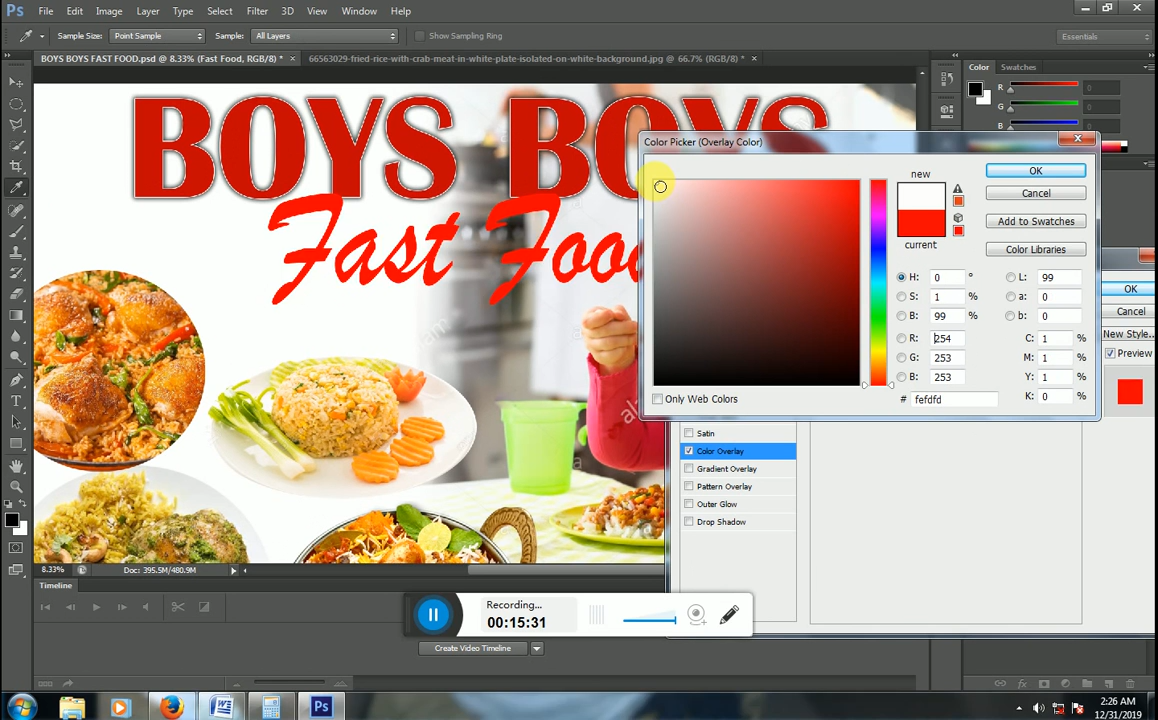 Ps File Edit Image Layer Type Select Filter 3D View Window Help
Sample Size: Point Sample Sample: All Layers Show Sampling Ring Essentials
BOYS BOYS FAST FOOD.psd @ 8.33% (Fast Food, RGB/8) * × 66563029-fried-rice-with-crab-meat-in-white-plate-isolated-on-white-background.jpg @ 66.7% (RGB/8) * ×
Color Swatches
R 0
G 0
B 0
BOYS BOYS
Fast Food
Color Picker (Overlay Color)
new
current
OK
Cancel
Add to Swatches
Color Libraries
H: 0 ° L: 99
S: 1 % a: 0
B: 99 % b: 0
R: 254 C: 1 %
G: 253 M: 1 %
B: 253 Y: 1 %
# fefdfd K: 0 %
Only Web Colors
OK
Cancel
New Style...
Preview
Satin
Color Overlay
Gradient Overlay
Pattern Overlay
Outer Glow
Drop Shadow
8.33% Doc: 395.5M/480.9M
Timeline
Recording...
00:15:31
Create Video Timeline
Ps
2:26 AM
12/31/2019